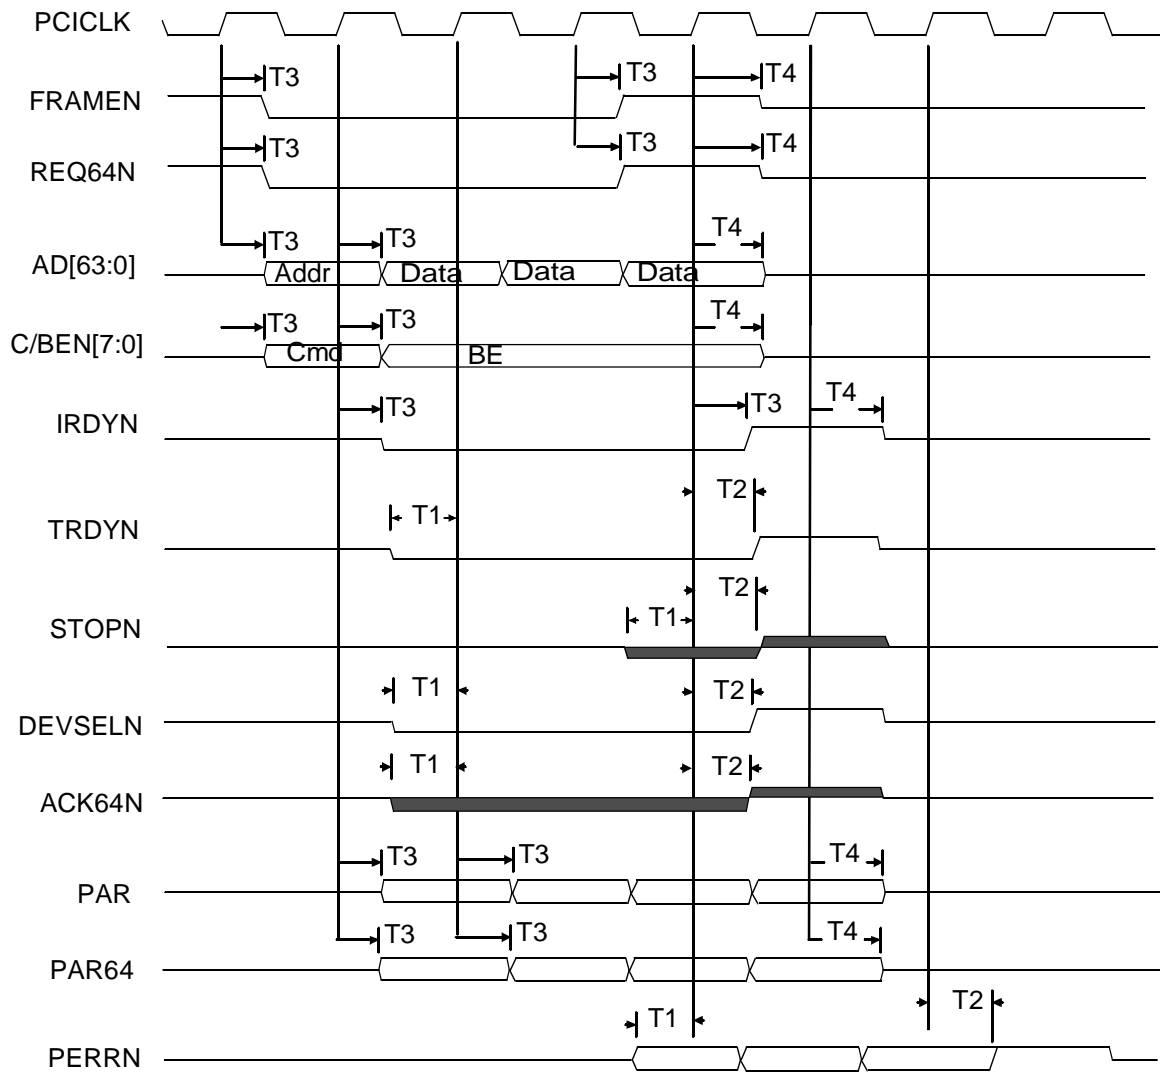 PCICLK
T3 T3 T4
FRAMEN
T3 T3 T4
REQ64N
T3 T3 T4
AD[63:0] Addr Data Data Data
T3 T3 T4
C/BEN[7:0] Cmd BE
T3 T3 T4
IRDYN
T1 T2
TRDYN
T1 T2
STOPN
T1 T2
DEVSELN
T1 T2
ACK64N
T3 T3 T4
PAR
T3 T3 T4
PAR64
T1 T2
PERRN